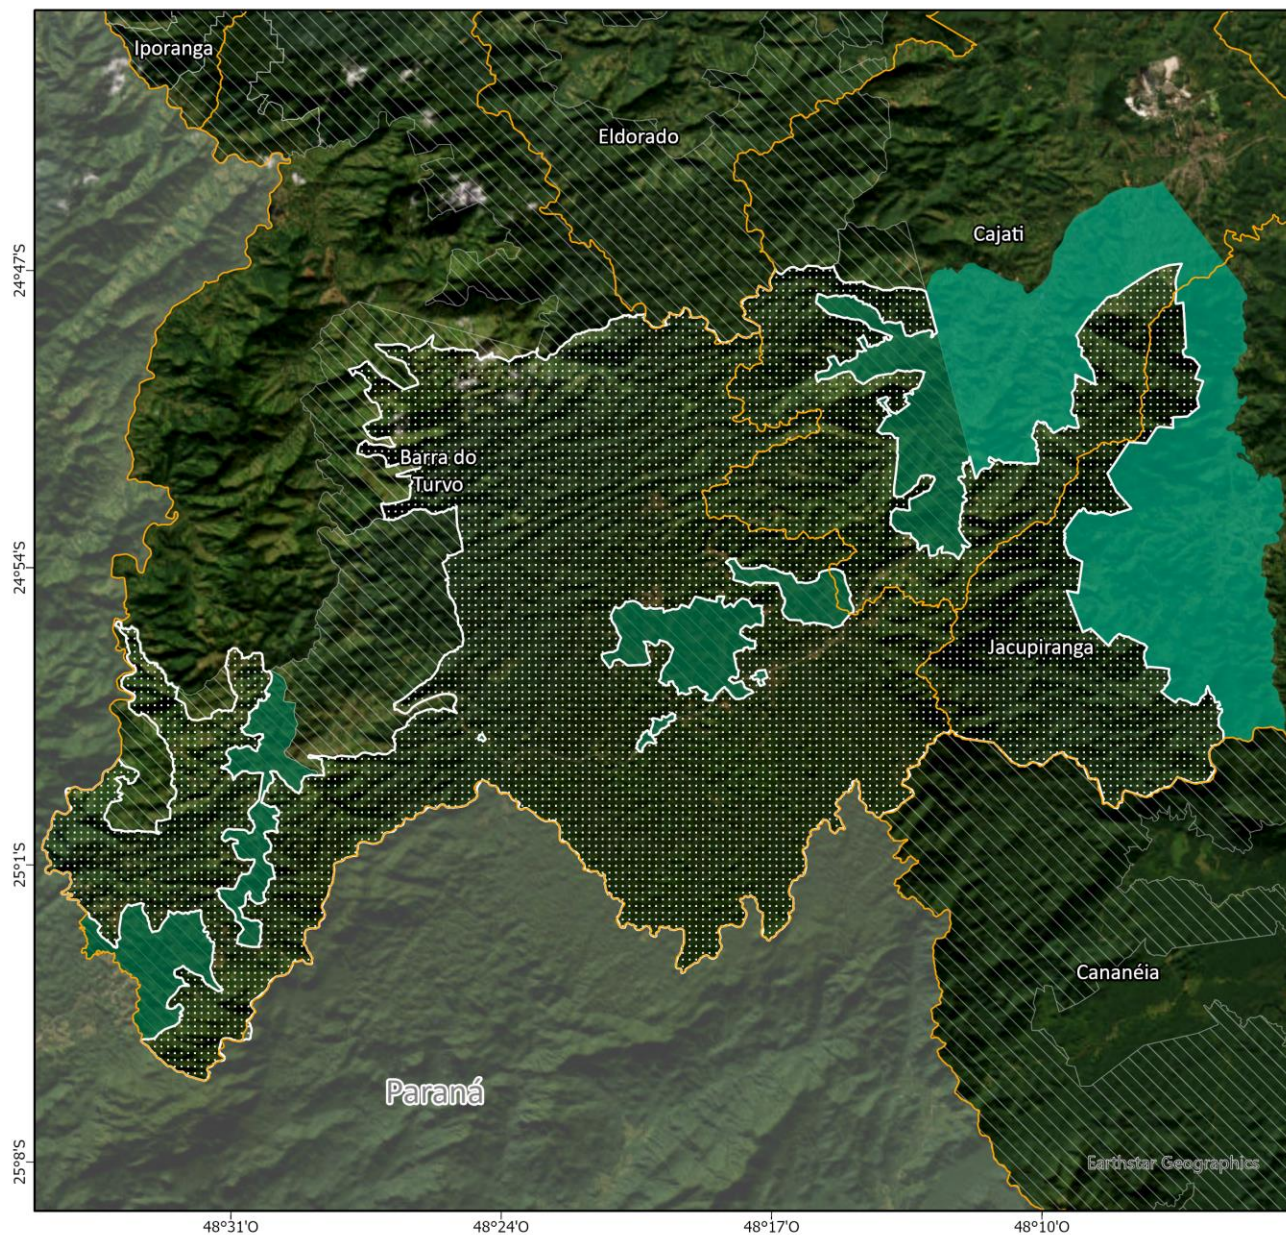 Iporanga
Eldorado
Cajati
24°47'S
Barra do
Turvo
24°54'S
Jacupiranga
25°1'S
Cananéia
Paraná
25°8'S
Earthstar Geographics
48°31'O
48°24'O
48°17'O
48°10'O